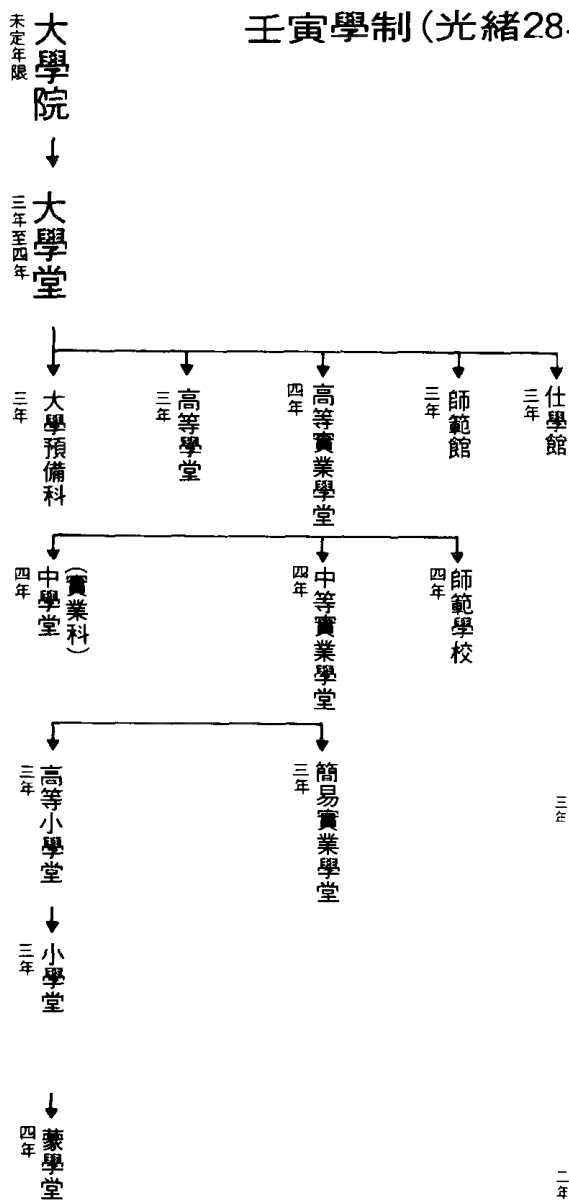 壬寅學制(光緒28
大學院
未定年限
大學堂
三年至四年
大學預備科
三年
高等學堂
三年
高等實業學堂
四年
師範館
三年
仕學館
三年
(實業科)
中學堂
四年
中等實業學堂
四年
師範學校
四年
高等小學堂
三年
簡易實業學堂
三年
三年
小學堂
三年
蒙學堂
四年
二年